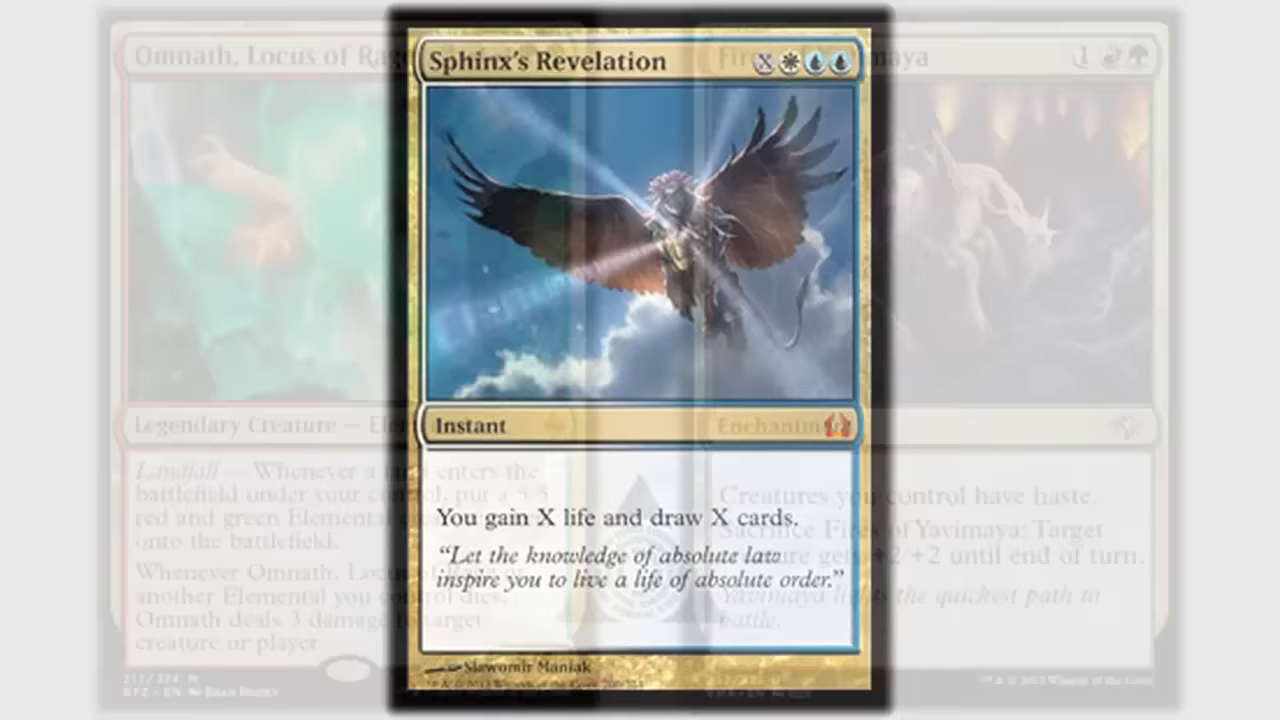 Sphinx's Revelation
X
Instant
You gain X life and draw X cards.
"Let the knowledge of absolute law
inspire you to live a life of absolute order."
Slawomir Maniak
Omnath, Locus of Rage
Legendary Creature —
Landfall — Whenever a land enters the
battlefield under your control, put a 5/5
red and green Elemental
onto the battlefield.
Whenever Omnath, Locus
another Elemental you control dies,
Omnath deals 3 damage to target
creature or player
1
Creatures you control have haste.
Sacrifice Fires of Yavimaya: Target
gets +2/+2 until end of turn.
Yavimaya lights the quickest path to
battle.